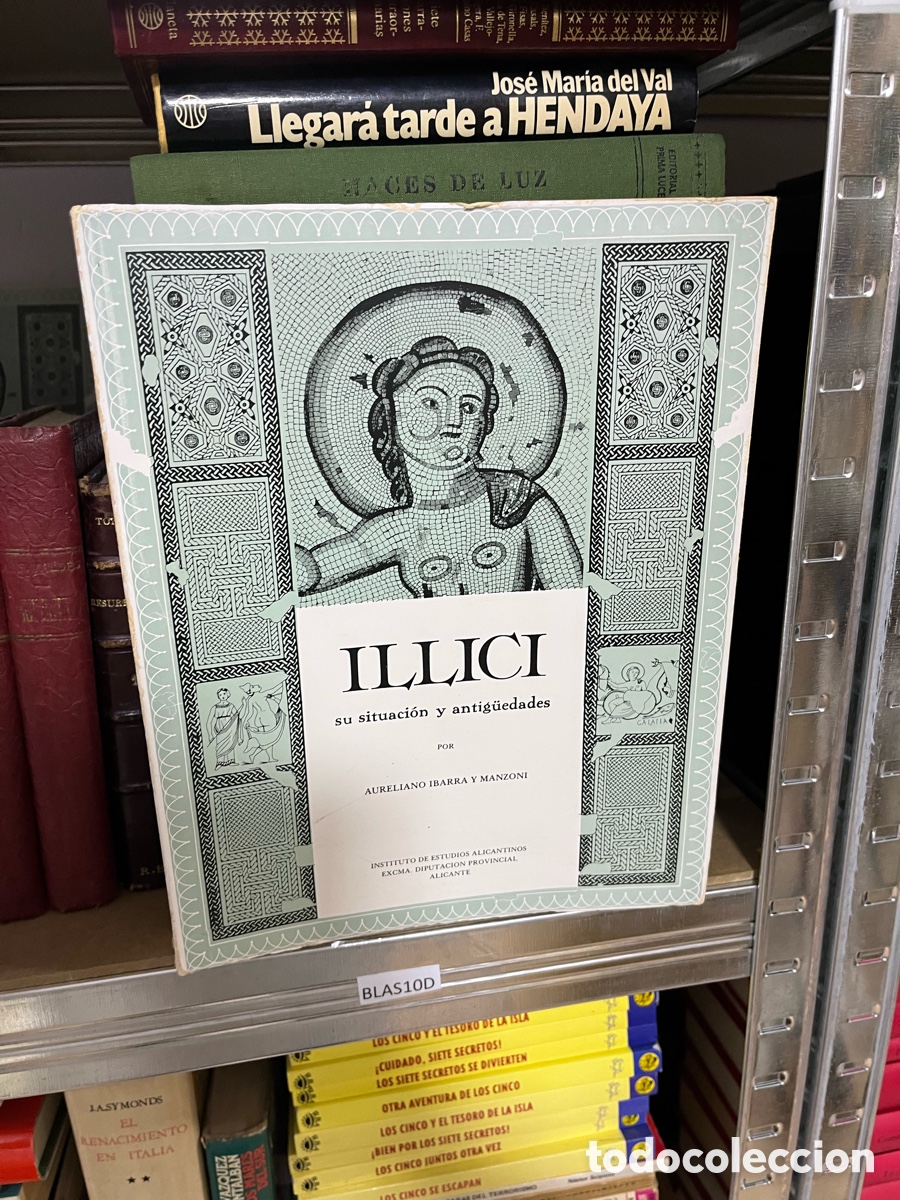 José María del Val
Llegará tarde a HENDAYA
HACES DE LUZ
EDITORIAL
PRIMA LUCE
GALATEA
ILLICI
su situación y antigüedades
POR
AURELIANO IBARRA Y MANZONI
INSTITUTO DE ESTUDIOS ALICANTINOS
EXCMA. DIPUTACION PROVINCIAL
ALICANTE
BLAS10D
LOS CINCO Y EL TESORO DE LA ISLA
¡CUIDADO, SIETE SECRETOS!
LOS SIETE SECRETOS SE DIVIERTEN
OTRA AVENTURA DE LOS CINCO
LOS CINCO Y EL TESORO DE LA ISLA
¡BIEN POR LOS SIETE SECRETOS!
LOS CINCO JUNTOS OTRA VEZ
LOS CINCO SE ESCAPAN
J.A.SYMONDS
EL
RENACIMIENTO
EN ITALIA
todocoleccion